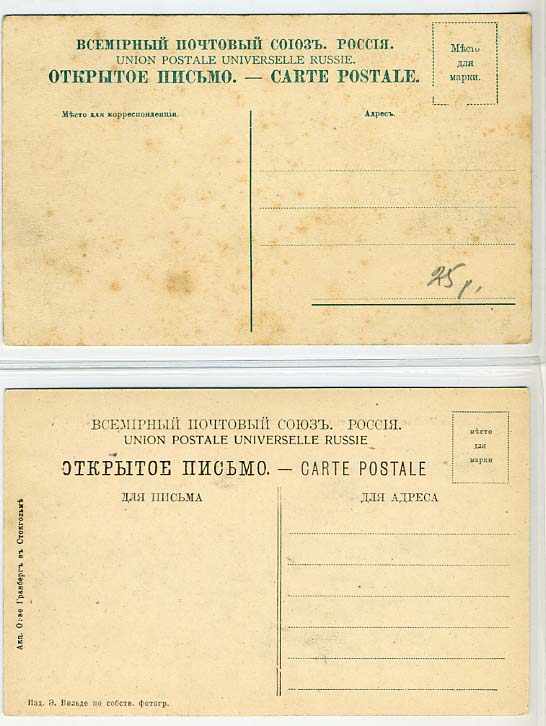 ВСЕМІРНЫЙ ПОЧТОВЫЙ СОЮЗЪ. РОССІЯ.
UNION POSTALE UNIVERSELLE RUSSIE.
ОТКРЫТОЕ ПИСЬМО. — CARTE POSTALE.
Мѣсто
для
марки.
Мѣсто для корреспонденціи.
Адресъ.
25 р.
ВСЕМІРНЫЙ ПОЧТОВЫЙ СОЮЗЪ. РОССІЯ.
UNION POSTALE UNIVERSELLE RUSSIE
ОТКРЫТОЕ ПИСЬМО. — CARTE POSTALE
мѣсто
для
марки
ДЛЯ ПИСЬМА
ДЛЯ АДРЕСА
Акц. О-во Гранбергъ въ Стокгольмѣ
Изд. Э. Вильде по собств. фотогр.